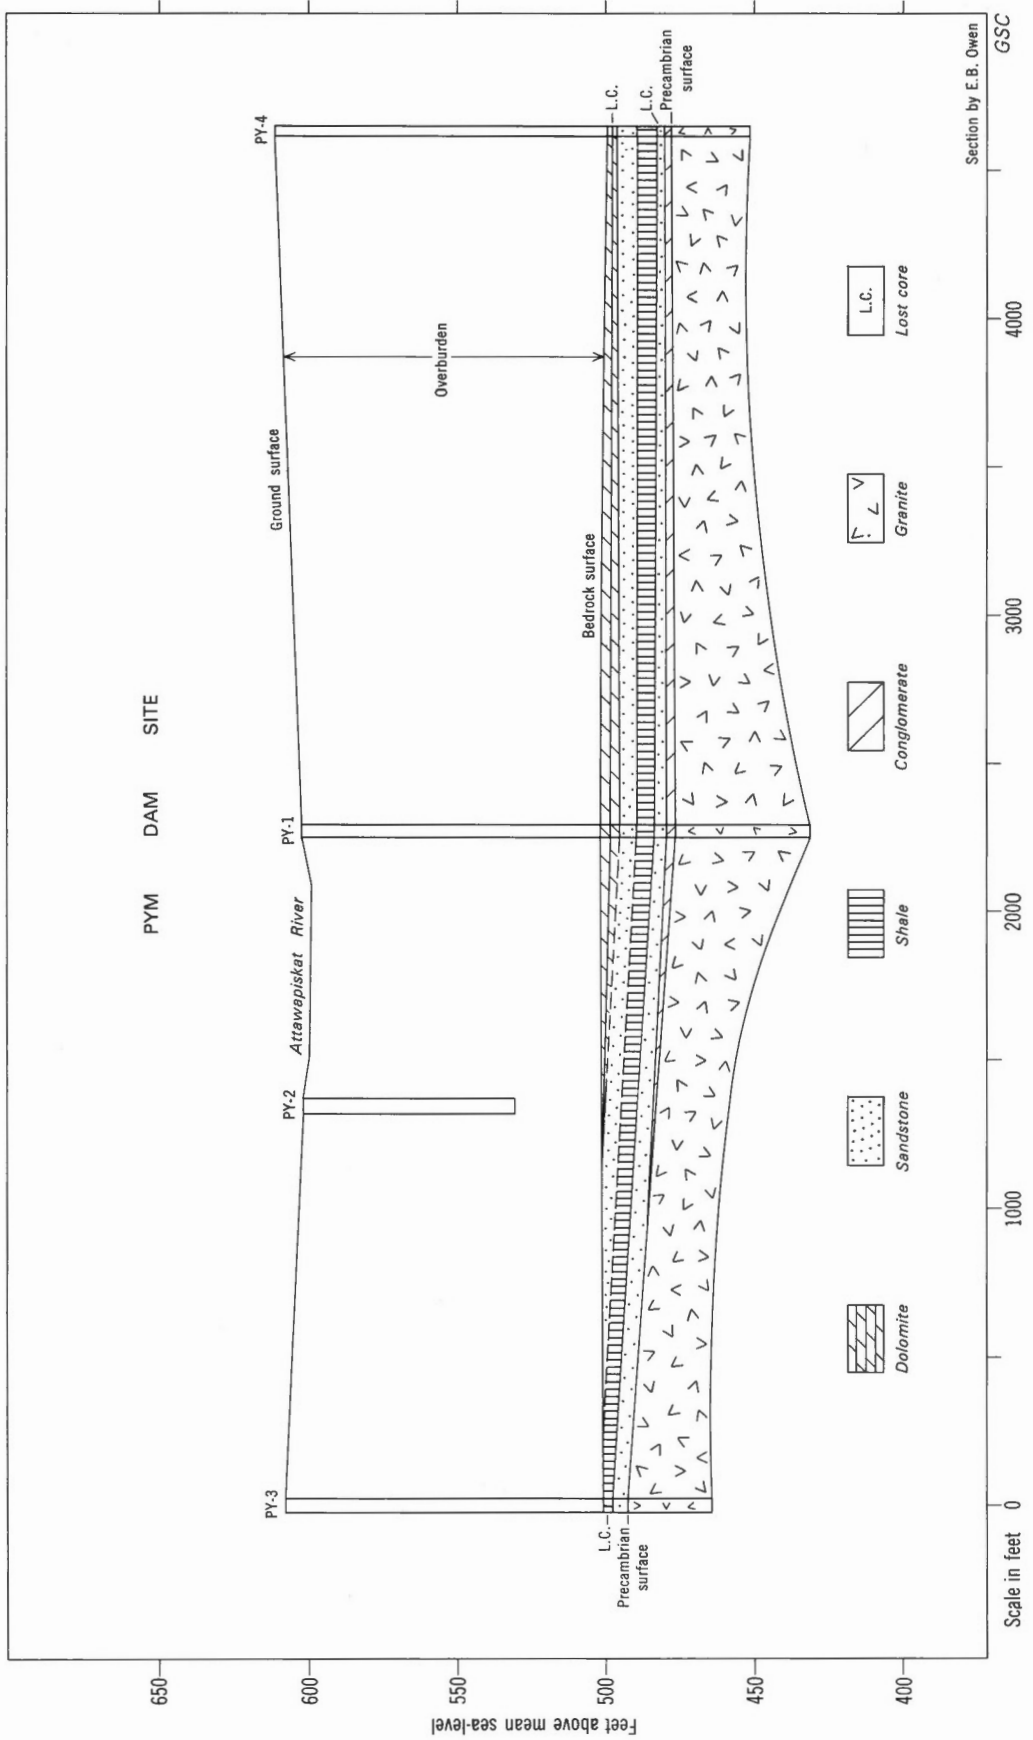 PYM DAM SITE
650
600
550
500
450
400
Feet above mean sea-level
PY-3
PY-2
Attawapiskat River
PY-1
Ground surface
PY-4
Overburden
Bedrock surface
L.C.
Precambrian
surface
L.C.
L.C.
Precambrian
surface
Dolomite
Sandstone
Shale
Conglomerate
Granite
L.C.
Lost core
Section by E.B. Owen
Scale in feet
0
1000
2000
3000
4000
GSC